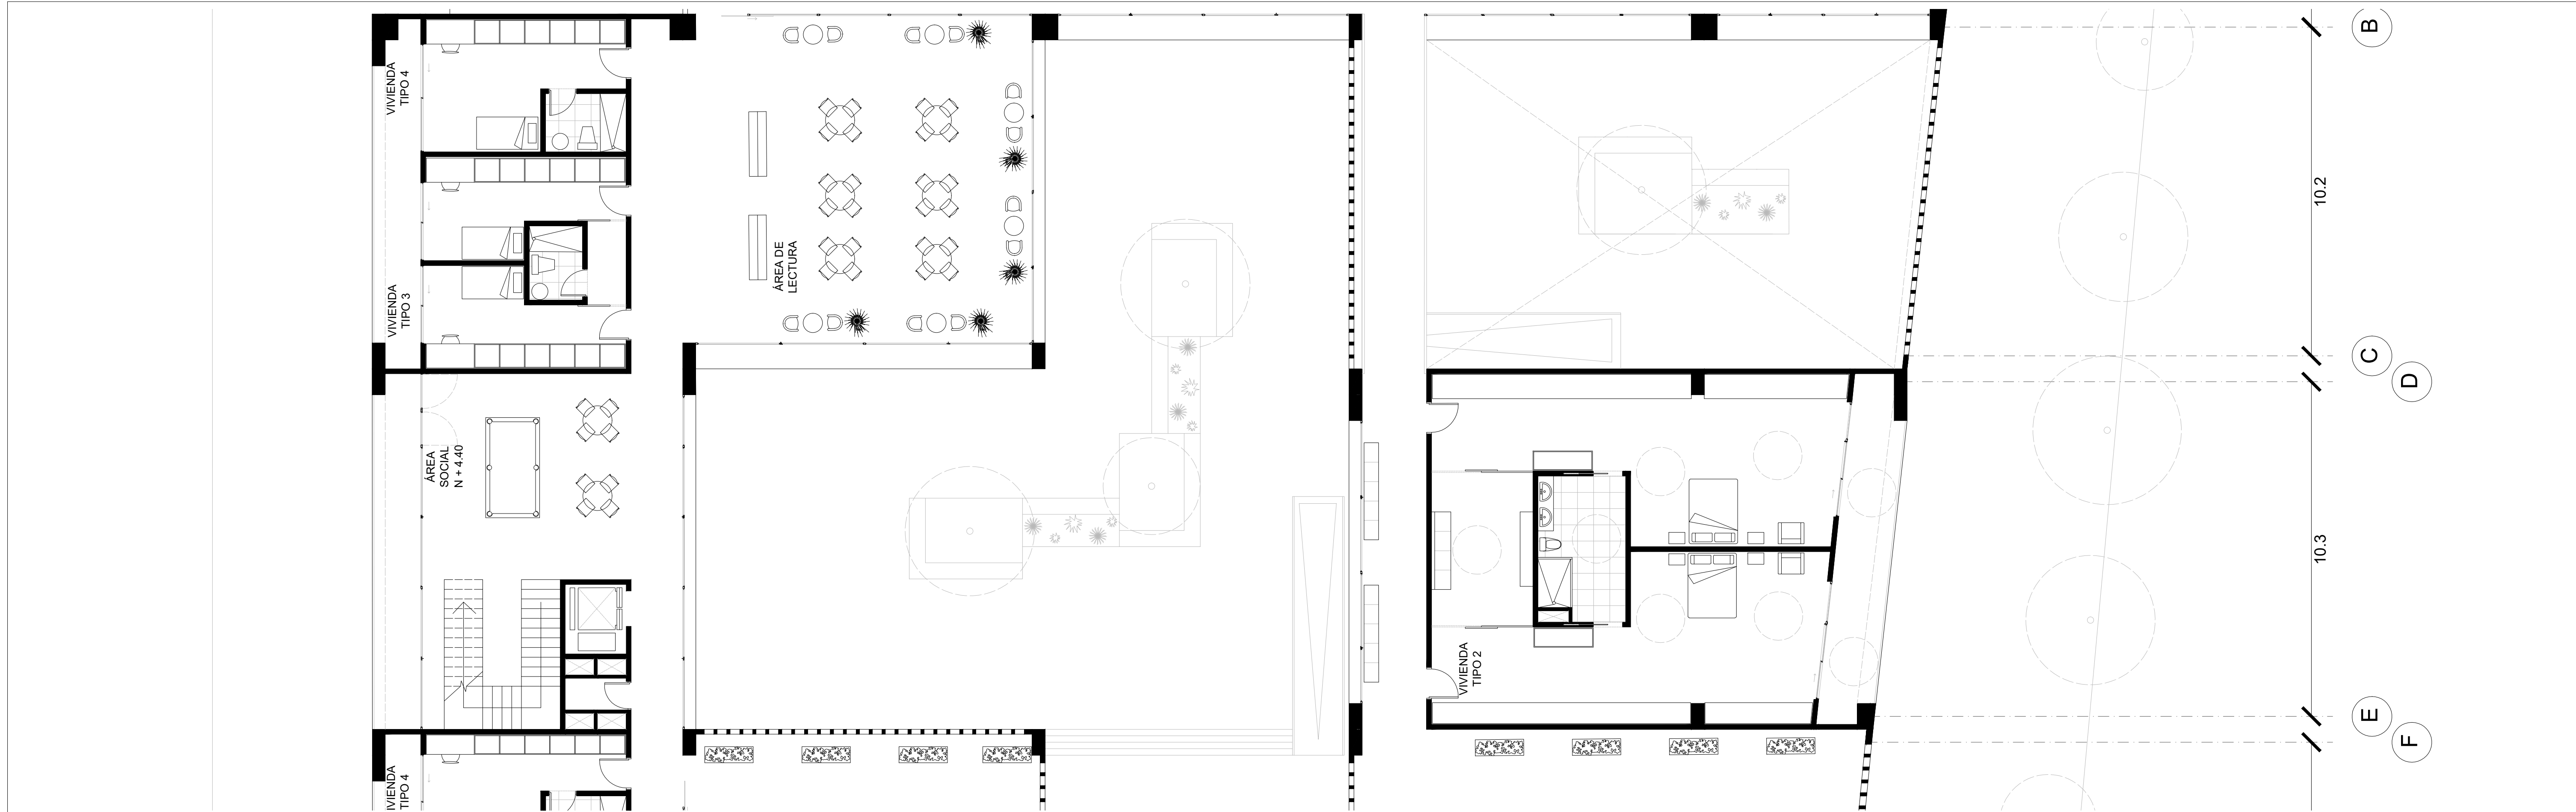 VIVIENDA
TIPO 4
VIVIENDA
TIPO 3
ÁREA DE
LECTURA
ÁREA
SOCIAL
N + 4.40
VIVIENDA
TIPO 2
IVIENDA
TIPO 4
B
10.2
C
D
10.3
E
F